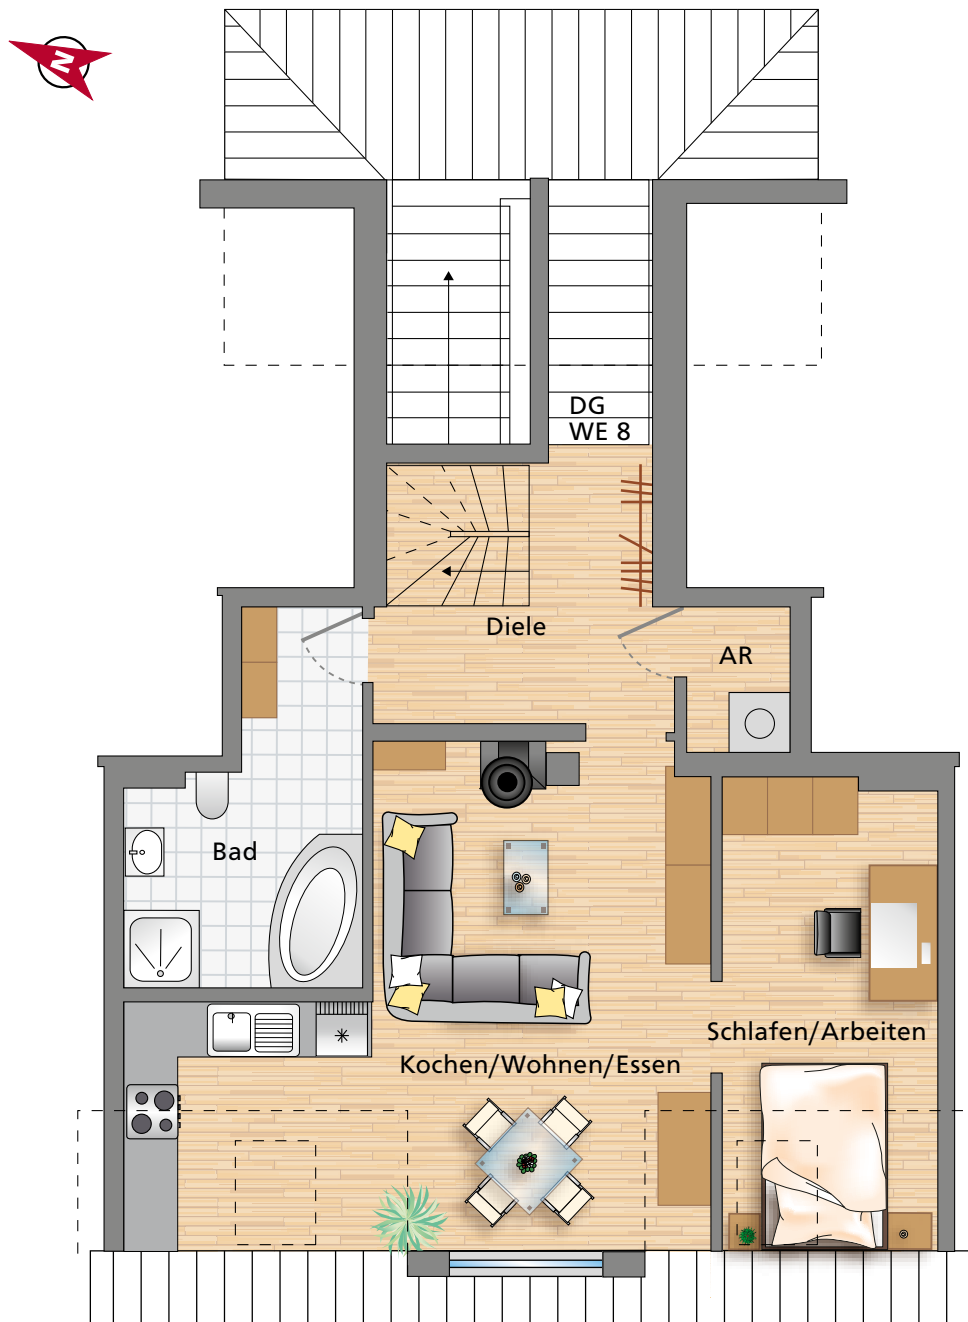 N
DG
WE 8
Diele
AR
Bad
Schlafen/Arbeiten
Kochen/Wohnen/Essen